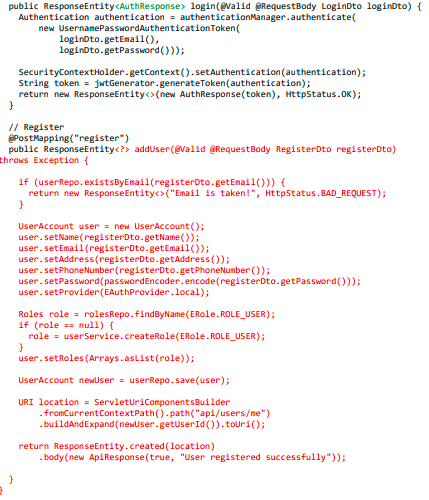 public ResponseEntity<AuthResponse> login(@Valid @RequestBody LoginDto loginDto) {
Authentication authentication = authenticationManager.authenticate(
new UsernamePasswordAuthenticationToken(
loginDto.getEmail(),
loginDto.getPassword()));
SecurityContextHolder.getContext().setAuthentication(authentication);
String token = jwtGenerator.generateToken(authentication);
return new ResponseEntity<>(new AuthResponse(token), HttpStatus.OK);
}
// Register
@PostMapping("register")
public ResponseEntity<?> addUser(@Valid @RequestBody RegisterDto registerDto)
throws Exception {
if (userRepo.existsByEmail(registerDto.getEmail())) {
return new ResponseEntity<>("Email is taken!", HttpStatus.BAD_REQUEST);
}
UserAccount user = new UserAccount();
user.setName(registerDto.getName());
user.setEmail(registerDto.getEmail());
user.setAddress(registerDto.getAddress());
user.setPhoneNumber(registerDto.getPhoneNumber());
user.setPassword(passwordEncoder.encode(registerDto.getPassword()));
user.setProvider(EAuthProvider.local);
Roles role = rolesRepo.findByName(ERole.ROLE_USER);
if (role == null) {
role = userService.createRole(ERole.ROLE_USER);
}
user.setRoles(Arrays.asList(role));
UserAccount newUser = userRepo.save(user);
URI location = ServletUriComponentsBuilder
.fromCurrentContextPath().path("api/users/me")
.buildAndExpand(newUser.getUserId()).toUri();
return ResponseEntity.created(location)
.body(new ApiResponse(true, "User registered successfully"));
}
}